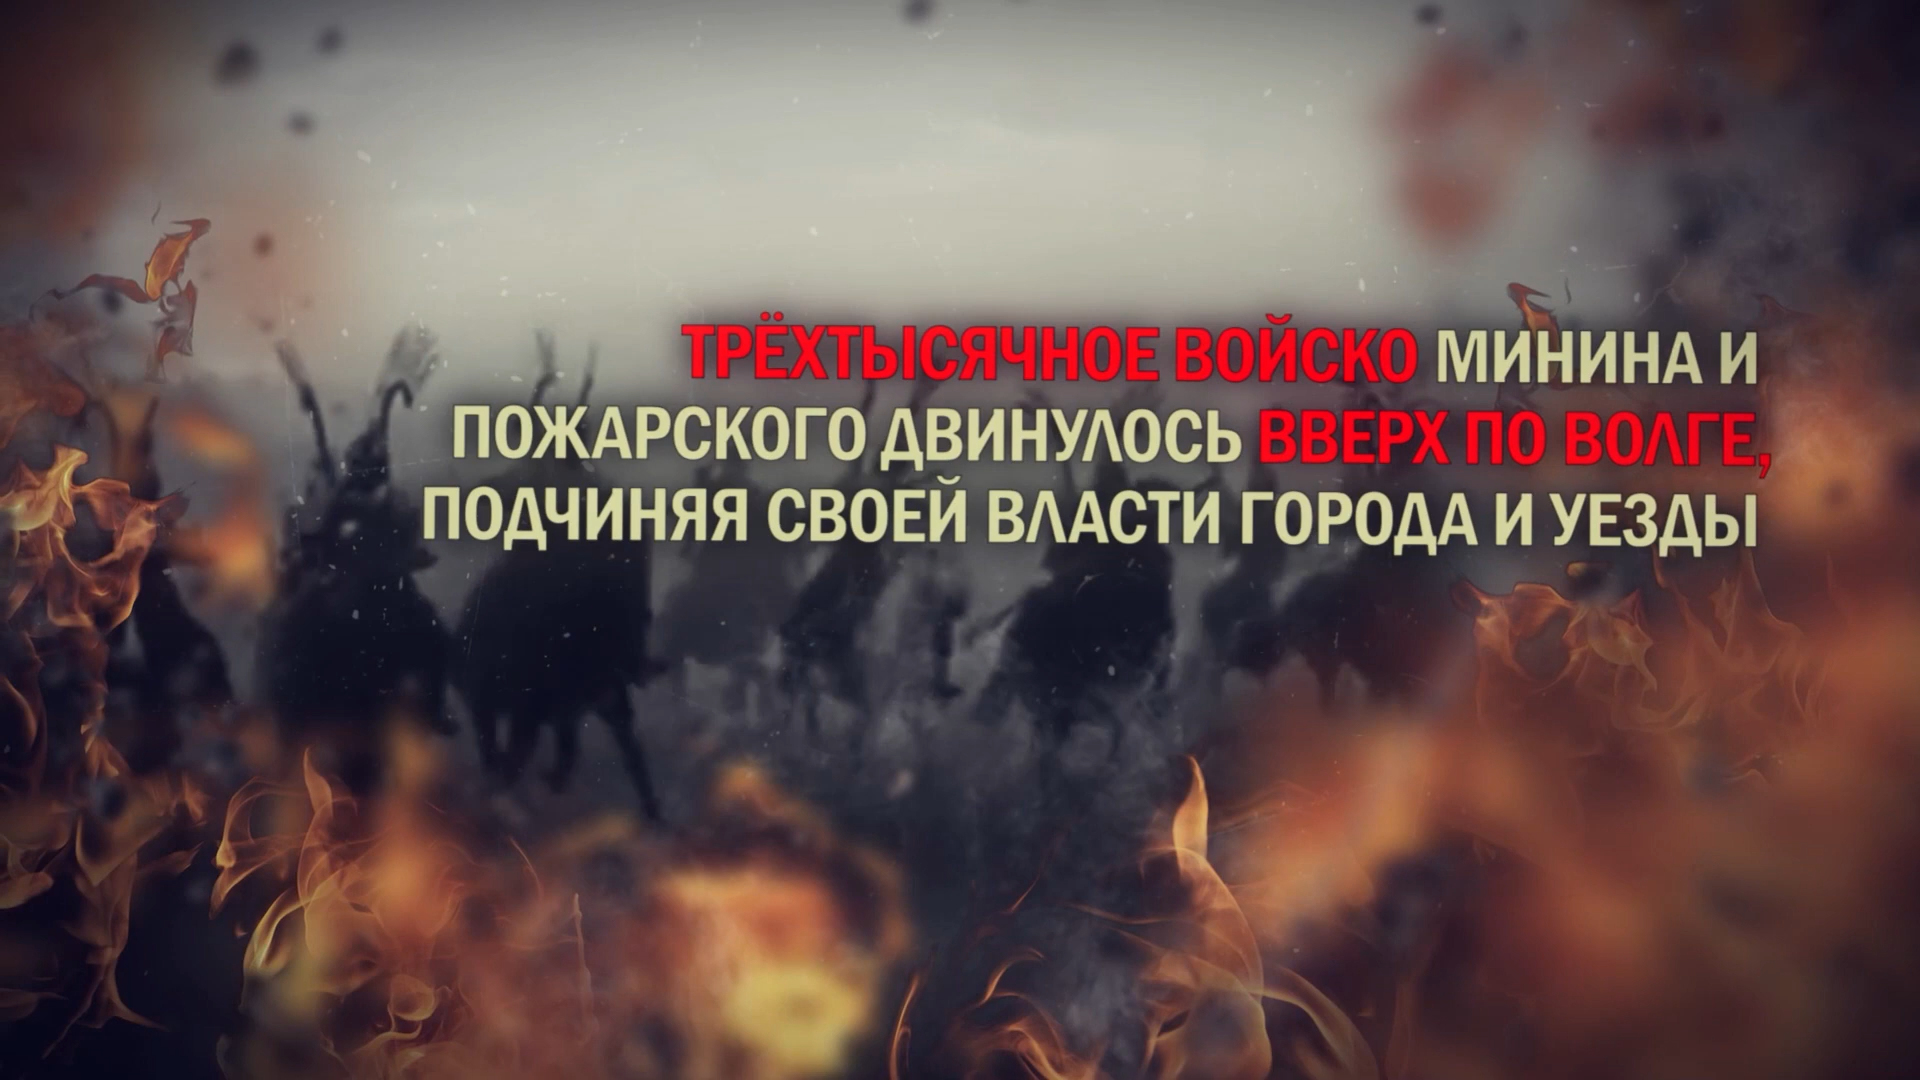 ТРЁХТЫСЯЧНОЕ ВОЙСКО МИНИНА И
ПОЖАРСКОГО ДВИНУЛОСЬ ВВЕРХ ПО ВОЛГЕ,
ПОДЧИНЯЯ СВОЕЙ ВЛАСТИ ГОРОДА И УЕЗДЫ